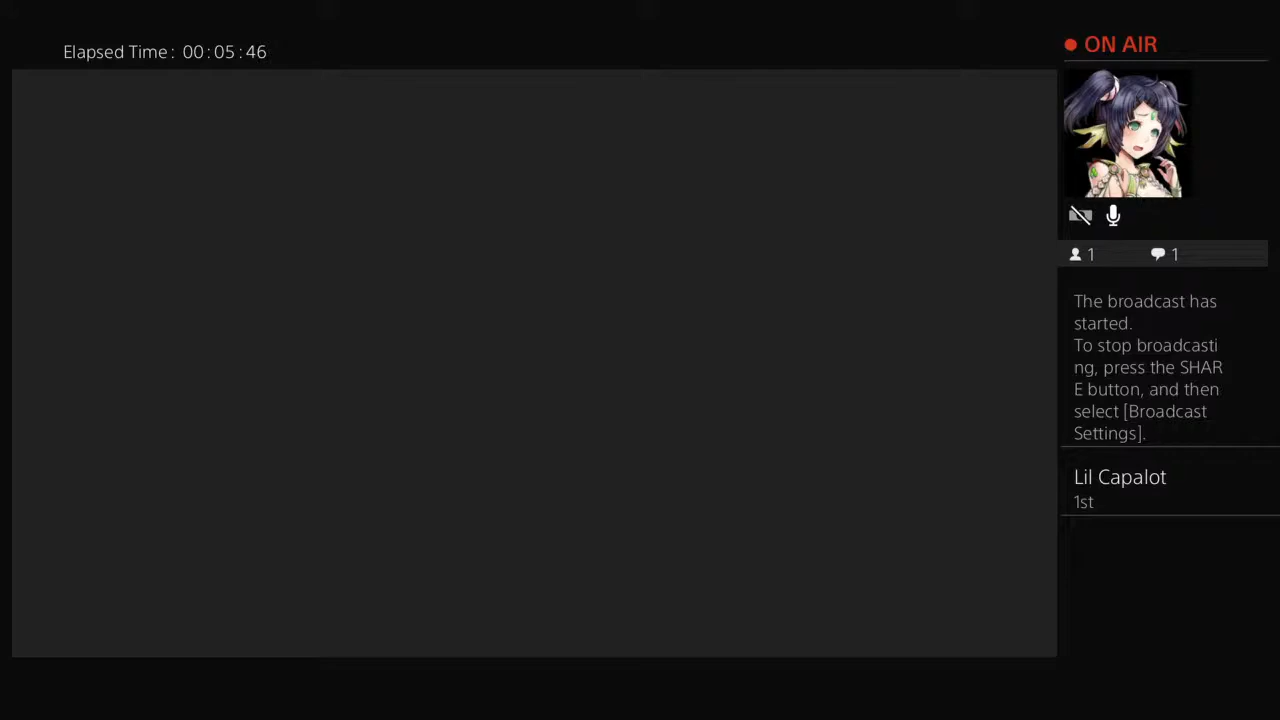 Elapsed Time: 00:05:46
ON AIR
1 1
The broadcast has
started.
To stop broadcasti
ng, press the SHAR
E button, and then
select [Broadcast
Settings].
Lil Capalot
1st